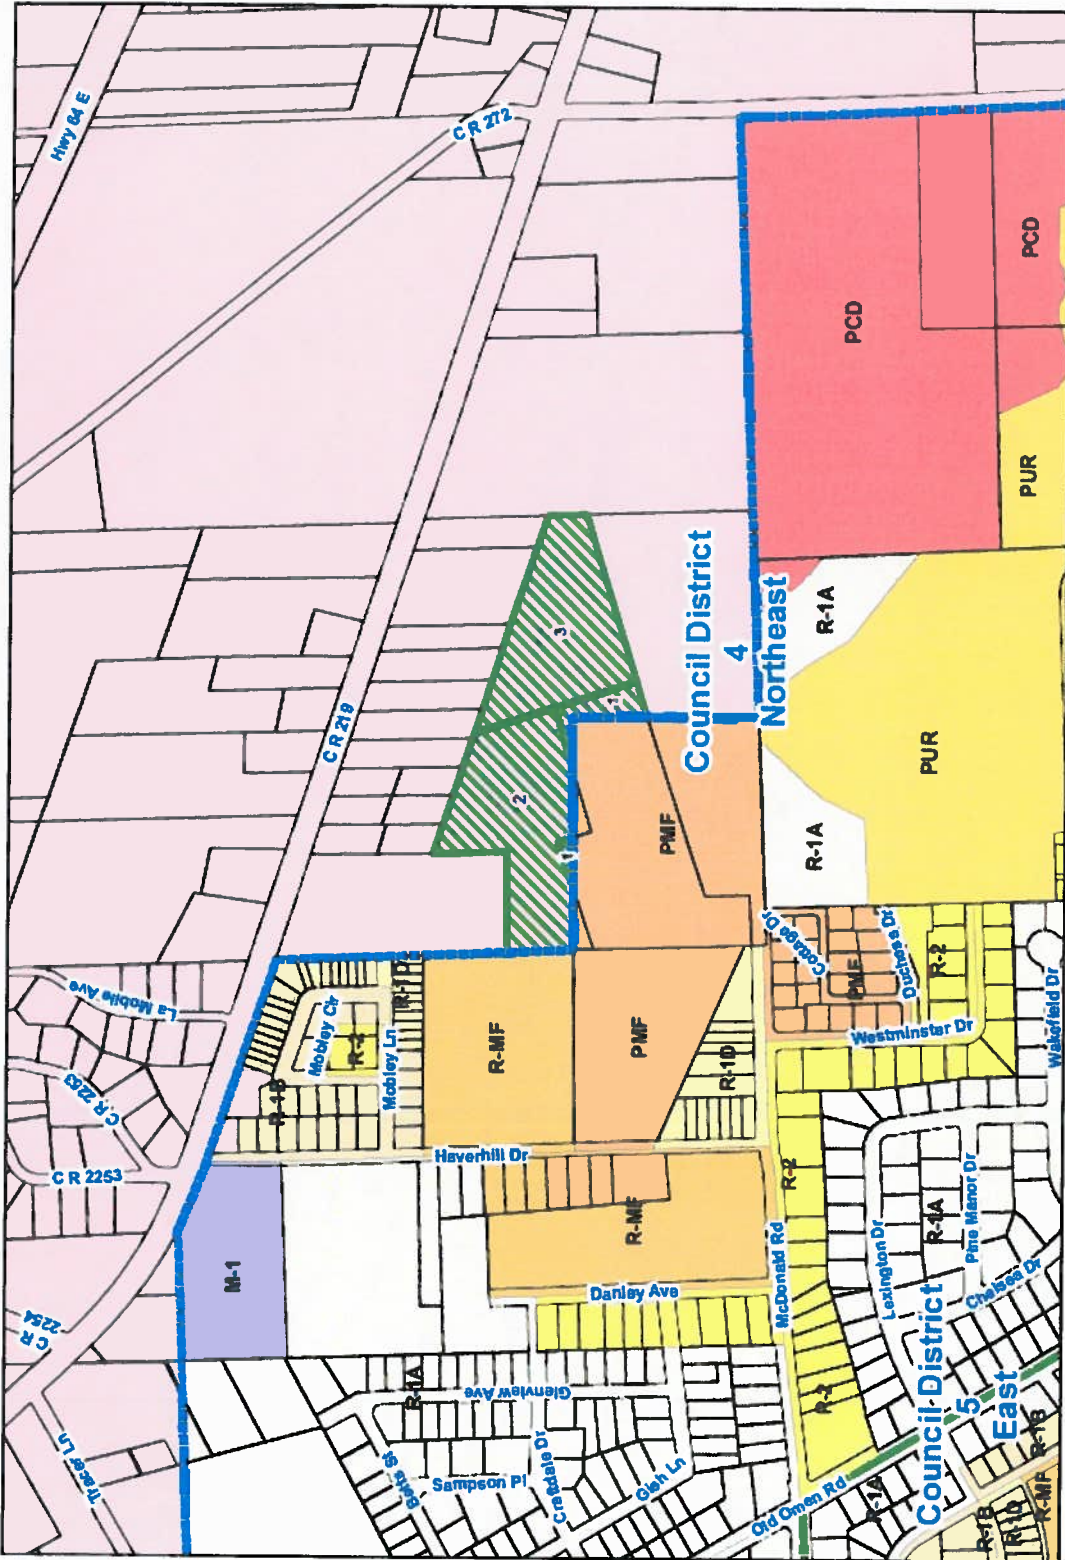 Hwy 64 E
C R 272
C R 219
PCD
PCD
PUR
R-1A
Council District
4
Northeast
3
2
1
1
PUR
R-1A
PMF
La Mobile Ave
C R 2253
C R 2253
C R
2254
Tracer Ln
Mobley Cir
R-2
R-1B
Mobley Ln
R-1D
R-MF
PMF
R-1D
Haverhill Dr
M-1
R-MF
Danley Ave
McDonald Rd
Cottage Dr
PMF
Duchess Dr
R-2
Westminster Dr
Wakefield Dr
R-2
R-2
Lexington Dr
R-1A
Pine Manor Dr
Chelsea Dr
R-1A
Glenview Ave
Betts St
Sampson Pl
Craftdale Dr
Glen Ln
Old Omen Rd
Council District
5
East
R-1B
R-1B
R-1D
R-MF